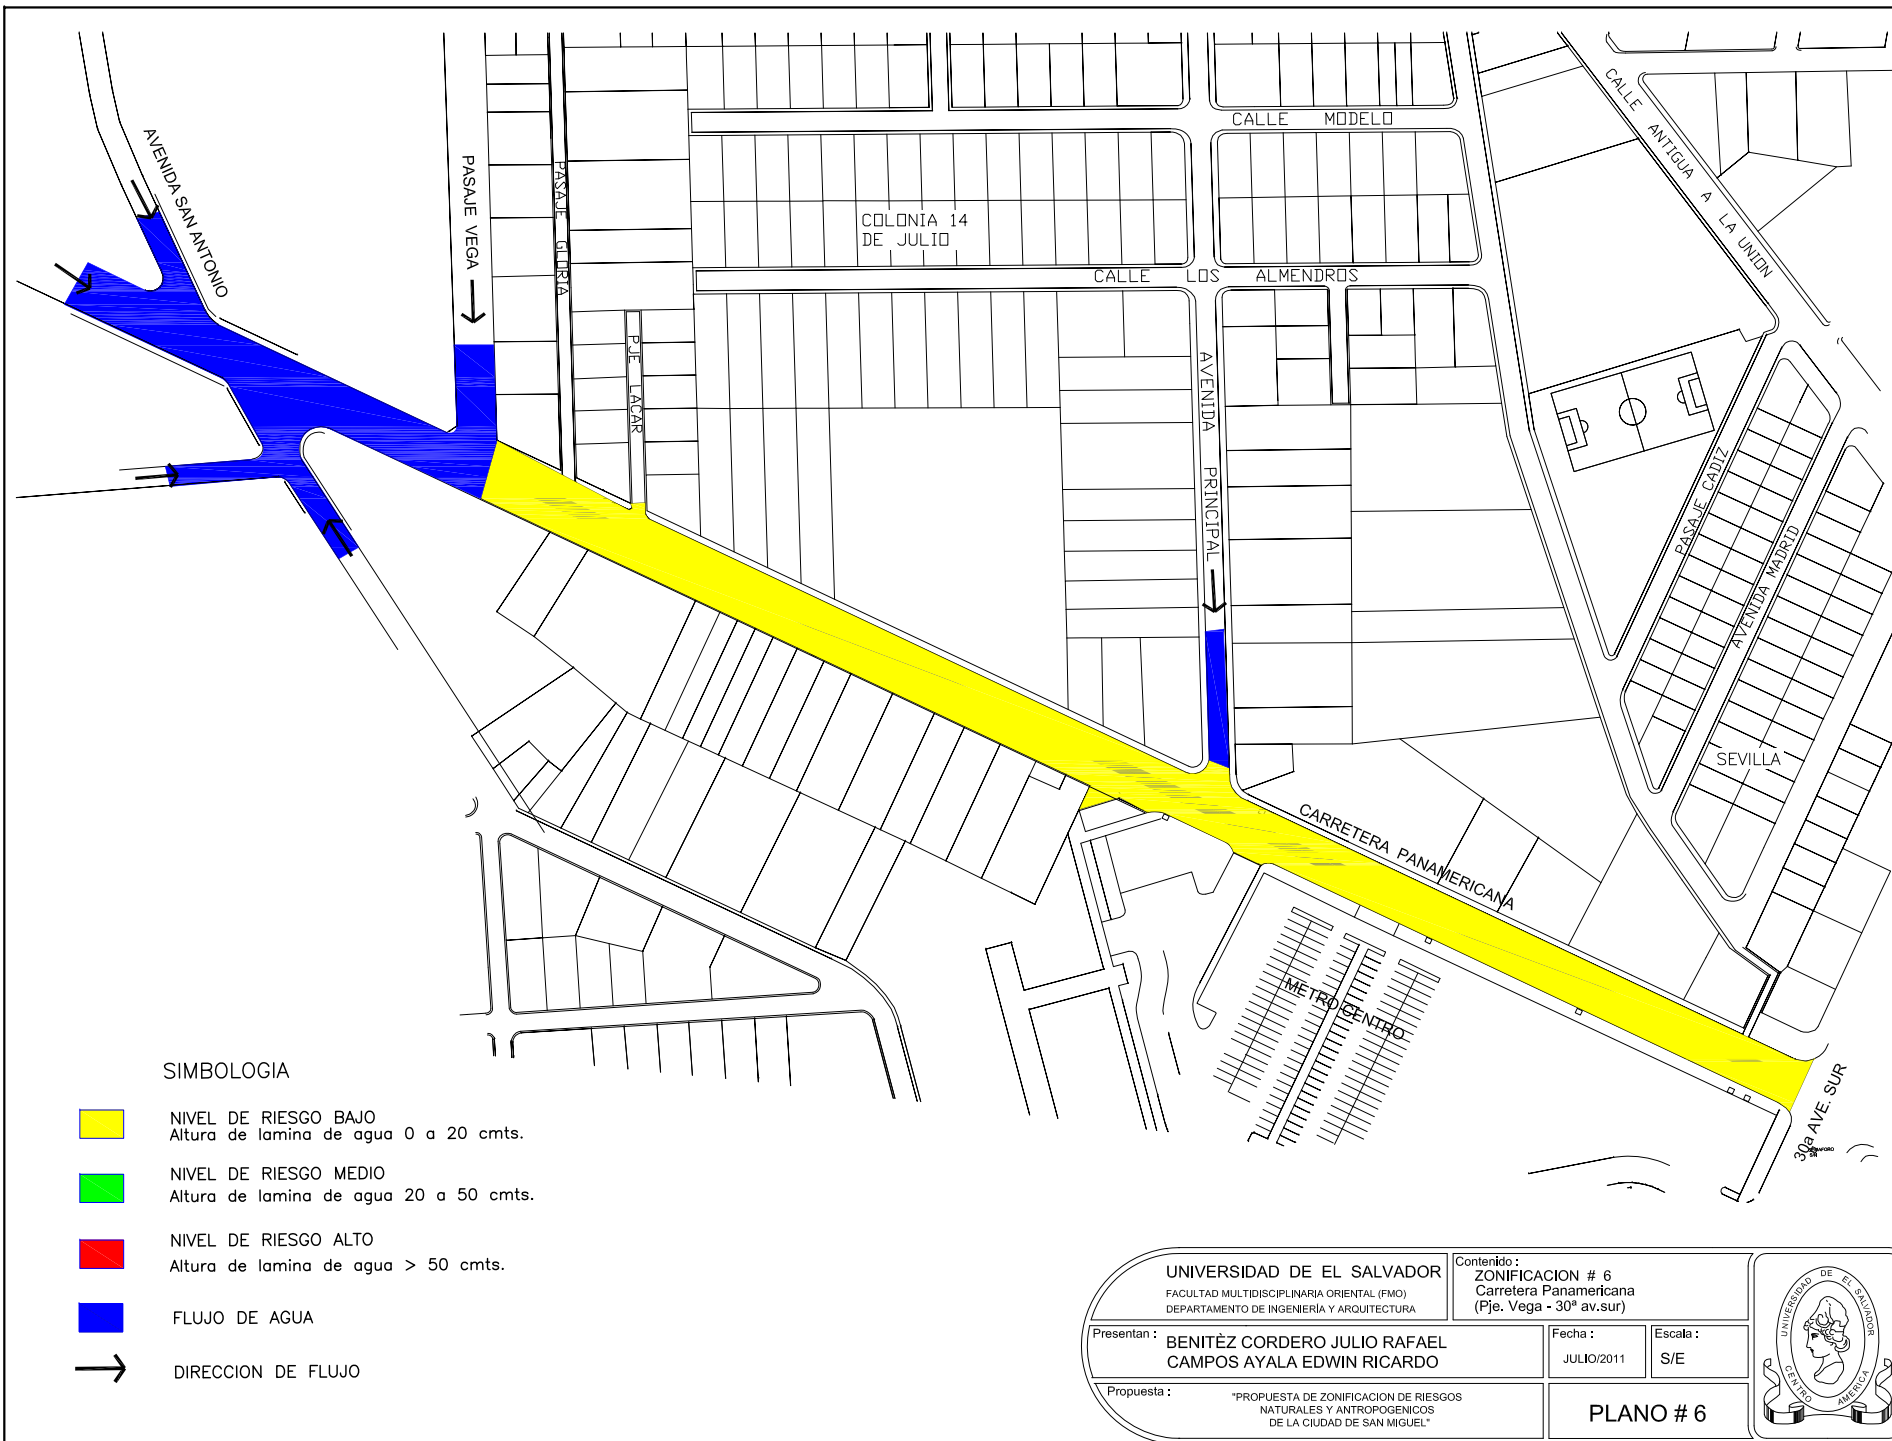 AVENIDA SAN ANTONIO
PASAJE VEGA
PASAJE GLORIA
PJE LACAR
COLONIA 14
DE JULIO
CALLE MODELO
CALLE LOS ALMENDROS
AVENIDA PRINCIPAL
CALLE ANTIGUA A LA UNION
PASAJE CADIZ
AVENIDA MADRID
SEVILLA
CARRETERA PANAMERICANA
METRO CENTRO
30a AVE. SUR
SIMBOLOGIA
NIVEL DE RIESGO BAJO
Altura de lamina de agua 0 a 20 cmts.
NIVEL DE RIESGO MEDIO
Altura de lamina de agua 20 a 50 cmts.
NIVEL DE RIESGO ALTO
Altura de lamina de agua > 50 cmts.
FLUJO DE AGUA
DIRECCION DE FLUJO
UNIVERSIDAD DE EL SALVADOR
FACULTAD MULTIDISCIPLINARIA ORIENTAL (FMO)
DEPARTAMENTO DE INGENIERÍA Y ARQUITECTURA
Contenido :
ZONIFICACION # 6
Carretera Panamericana
(Pje. Vega - 30ª av.sur)
Presentan :
BENITÈZ CORDERO JULIO RAFAEL
CAMPOS AYALA EDWIN RICARDO
Fecha :
JULIO/2011
Escala :
S/E
Propuesta :
"PROPUESTA DE ZONIFICACION DE RIESGOS
NATURALES Y ANTROPOGENICOS
DE LA CIUDAD DE SAN MIGUEL"
PLANO # 6
UNIVERSIDAD DE EL SALVADOR
CENTRO AMERICA